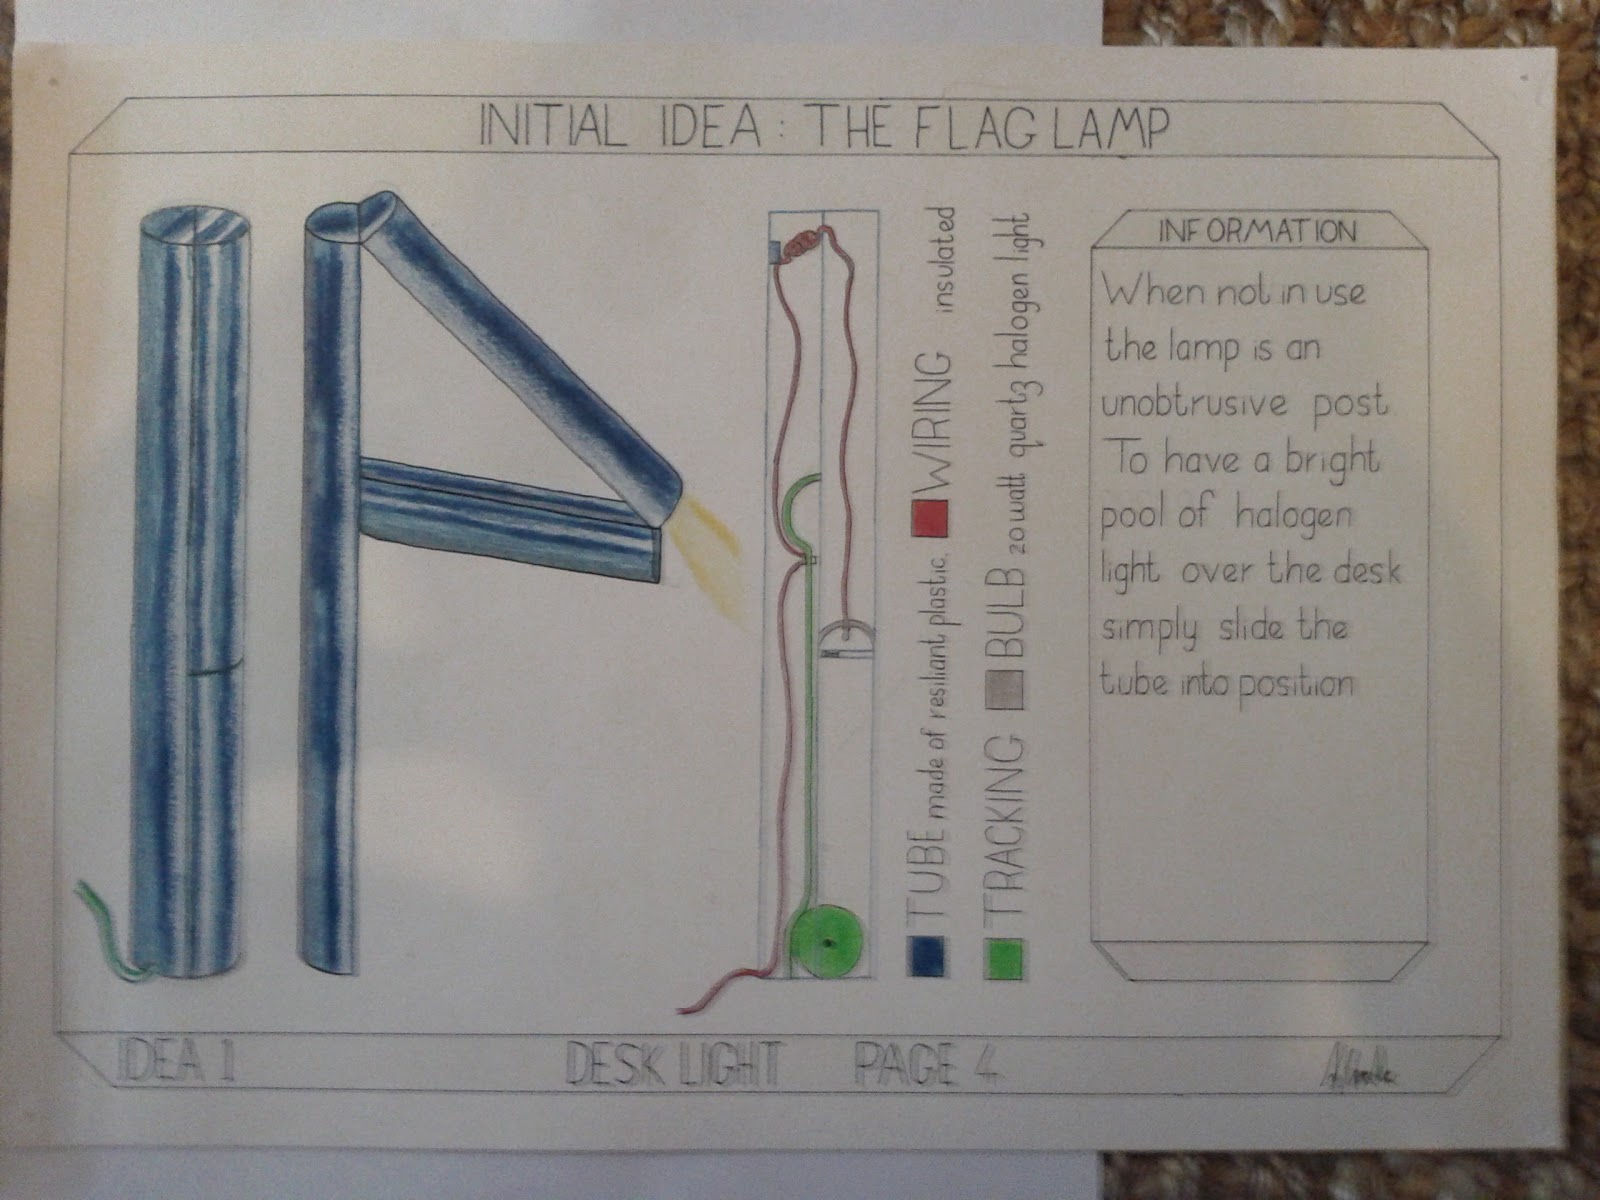 INITIAL IDEA : THE FLAG LAMP
WIRING insulated
TUBE made of resiliant plastic.
BULB 20 watt quartz halogen light
TRACKING
INFORMATION
When not in use
the lamp is an
unobtrusive post.
To have a bright
pool of halogen
light over the desk
simply slide the
tube into position
IDEA 1
DESK LIGHT PAGE 4